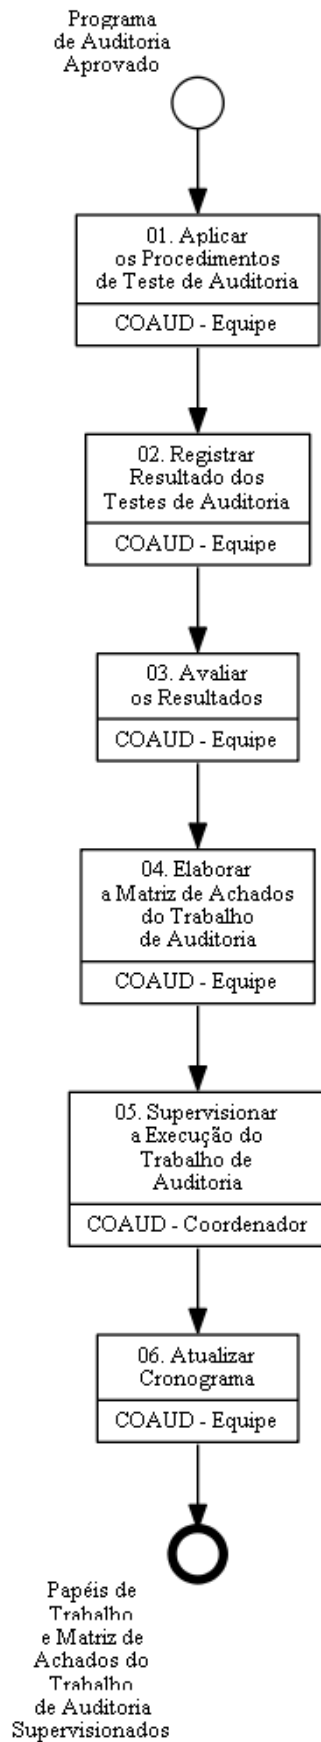 Programa
de Auditoria
Aprovado
01. Aplicar
os Procedimentos
de Teste de Auditoria
COAUD - Equipe
02. Registrar
Resultado dos
Testes de Auditoria
COAUD - Equipe
03. Avaliar
os Resultados
COAUD - Equipe
04. Elaborar
a Matriz de Achados
do Trabalho
de Auditoria
COAUD - Equipe
05. Supervisionar
a Execução do
Trabalho de
Auditoria
COAUD - Coordenador
06. Atualizar
Cronograma
COAUD - Equipe
Papéis de
Trabalho
e Matriz de
Achados do
Trabalho
de Auditoria
Supervisionados